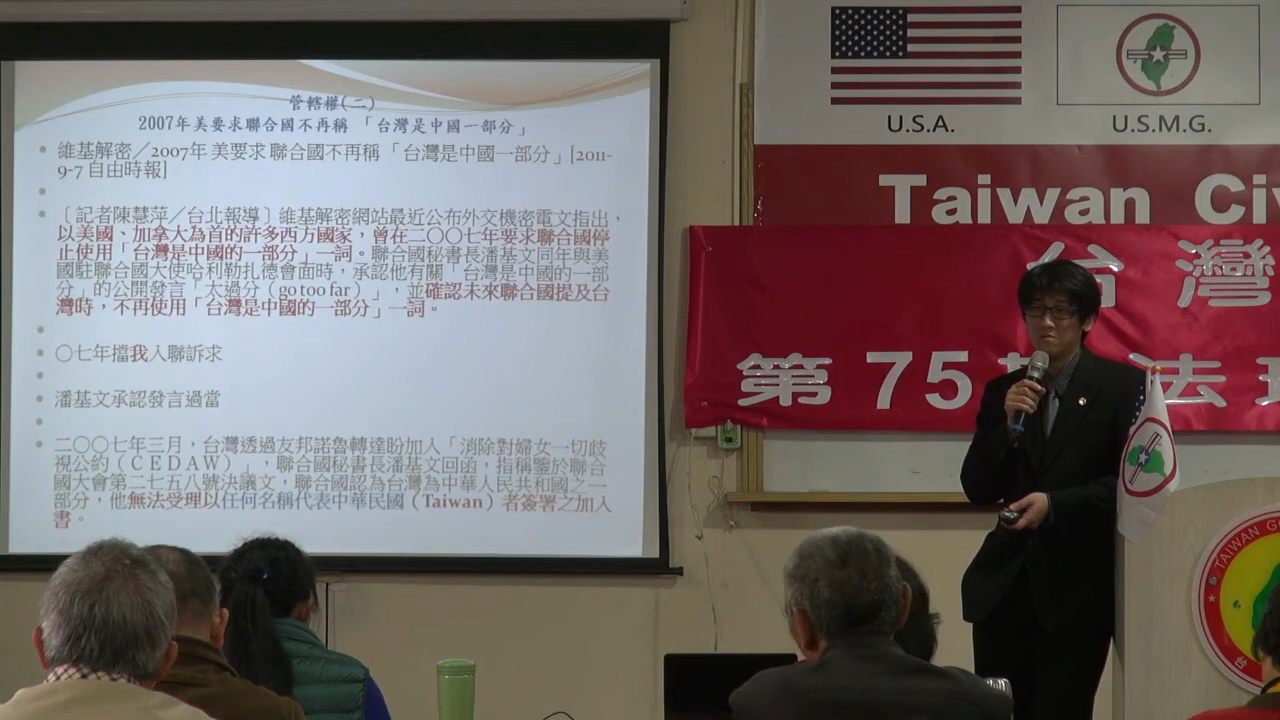 管轄權(二)
2007年美要求聯合國不再稱 「台灣是中國一部分」
維基解密／2007年 美要求 聯合國不再稱「台灣是中國一部分」[2011-
9-7 自由時報]
〔記者陳慧萍／台北報導〕維基解密網站最近公布外交機密電文指出，
以美國、加拿大為首的許多西方國家，曾在二〇〇七年要求聯合國停
止使用「台灣是中國的一部分」一詞。聯合國秘書長潘基文同年與美
國駐聯合國大使哈利勒扎德會面時，承認他有關「台灣是中國的一部
分」的公開發言「太過分（go too far）」，並確認未來聯合國提及台
灣時，不再使用「台灣是中國的一部分」一詞。
〇七年擋我入聯訴求
潘基文承認發言過當
二〇〇七年三月，台灣透過友邦諾魯轉達盼加入「消除對婦女一切歧
視公約（CEDAW）」，聯合國秘書長潘基文回函，指稱鑒於聯合
國大會第二七五八號決議文，聯合國認為台灣為中華人民共和國之一
部分，他無法受理以任何名稱代表中華民國（Taiwan）者簽署之加入
書。
U.S.A.
U.S.M.G.
Taiwan Civ
台灣
第75 法
TAIWAN G
台